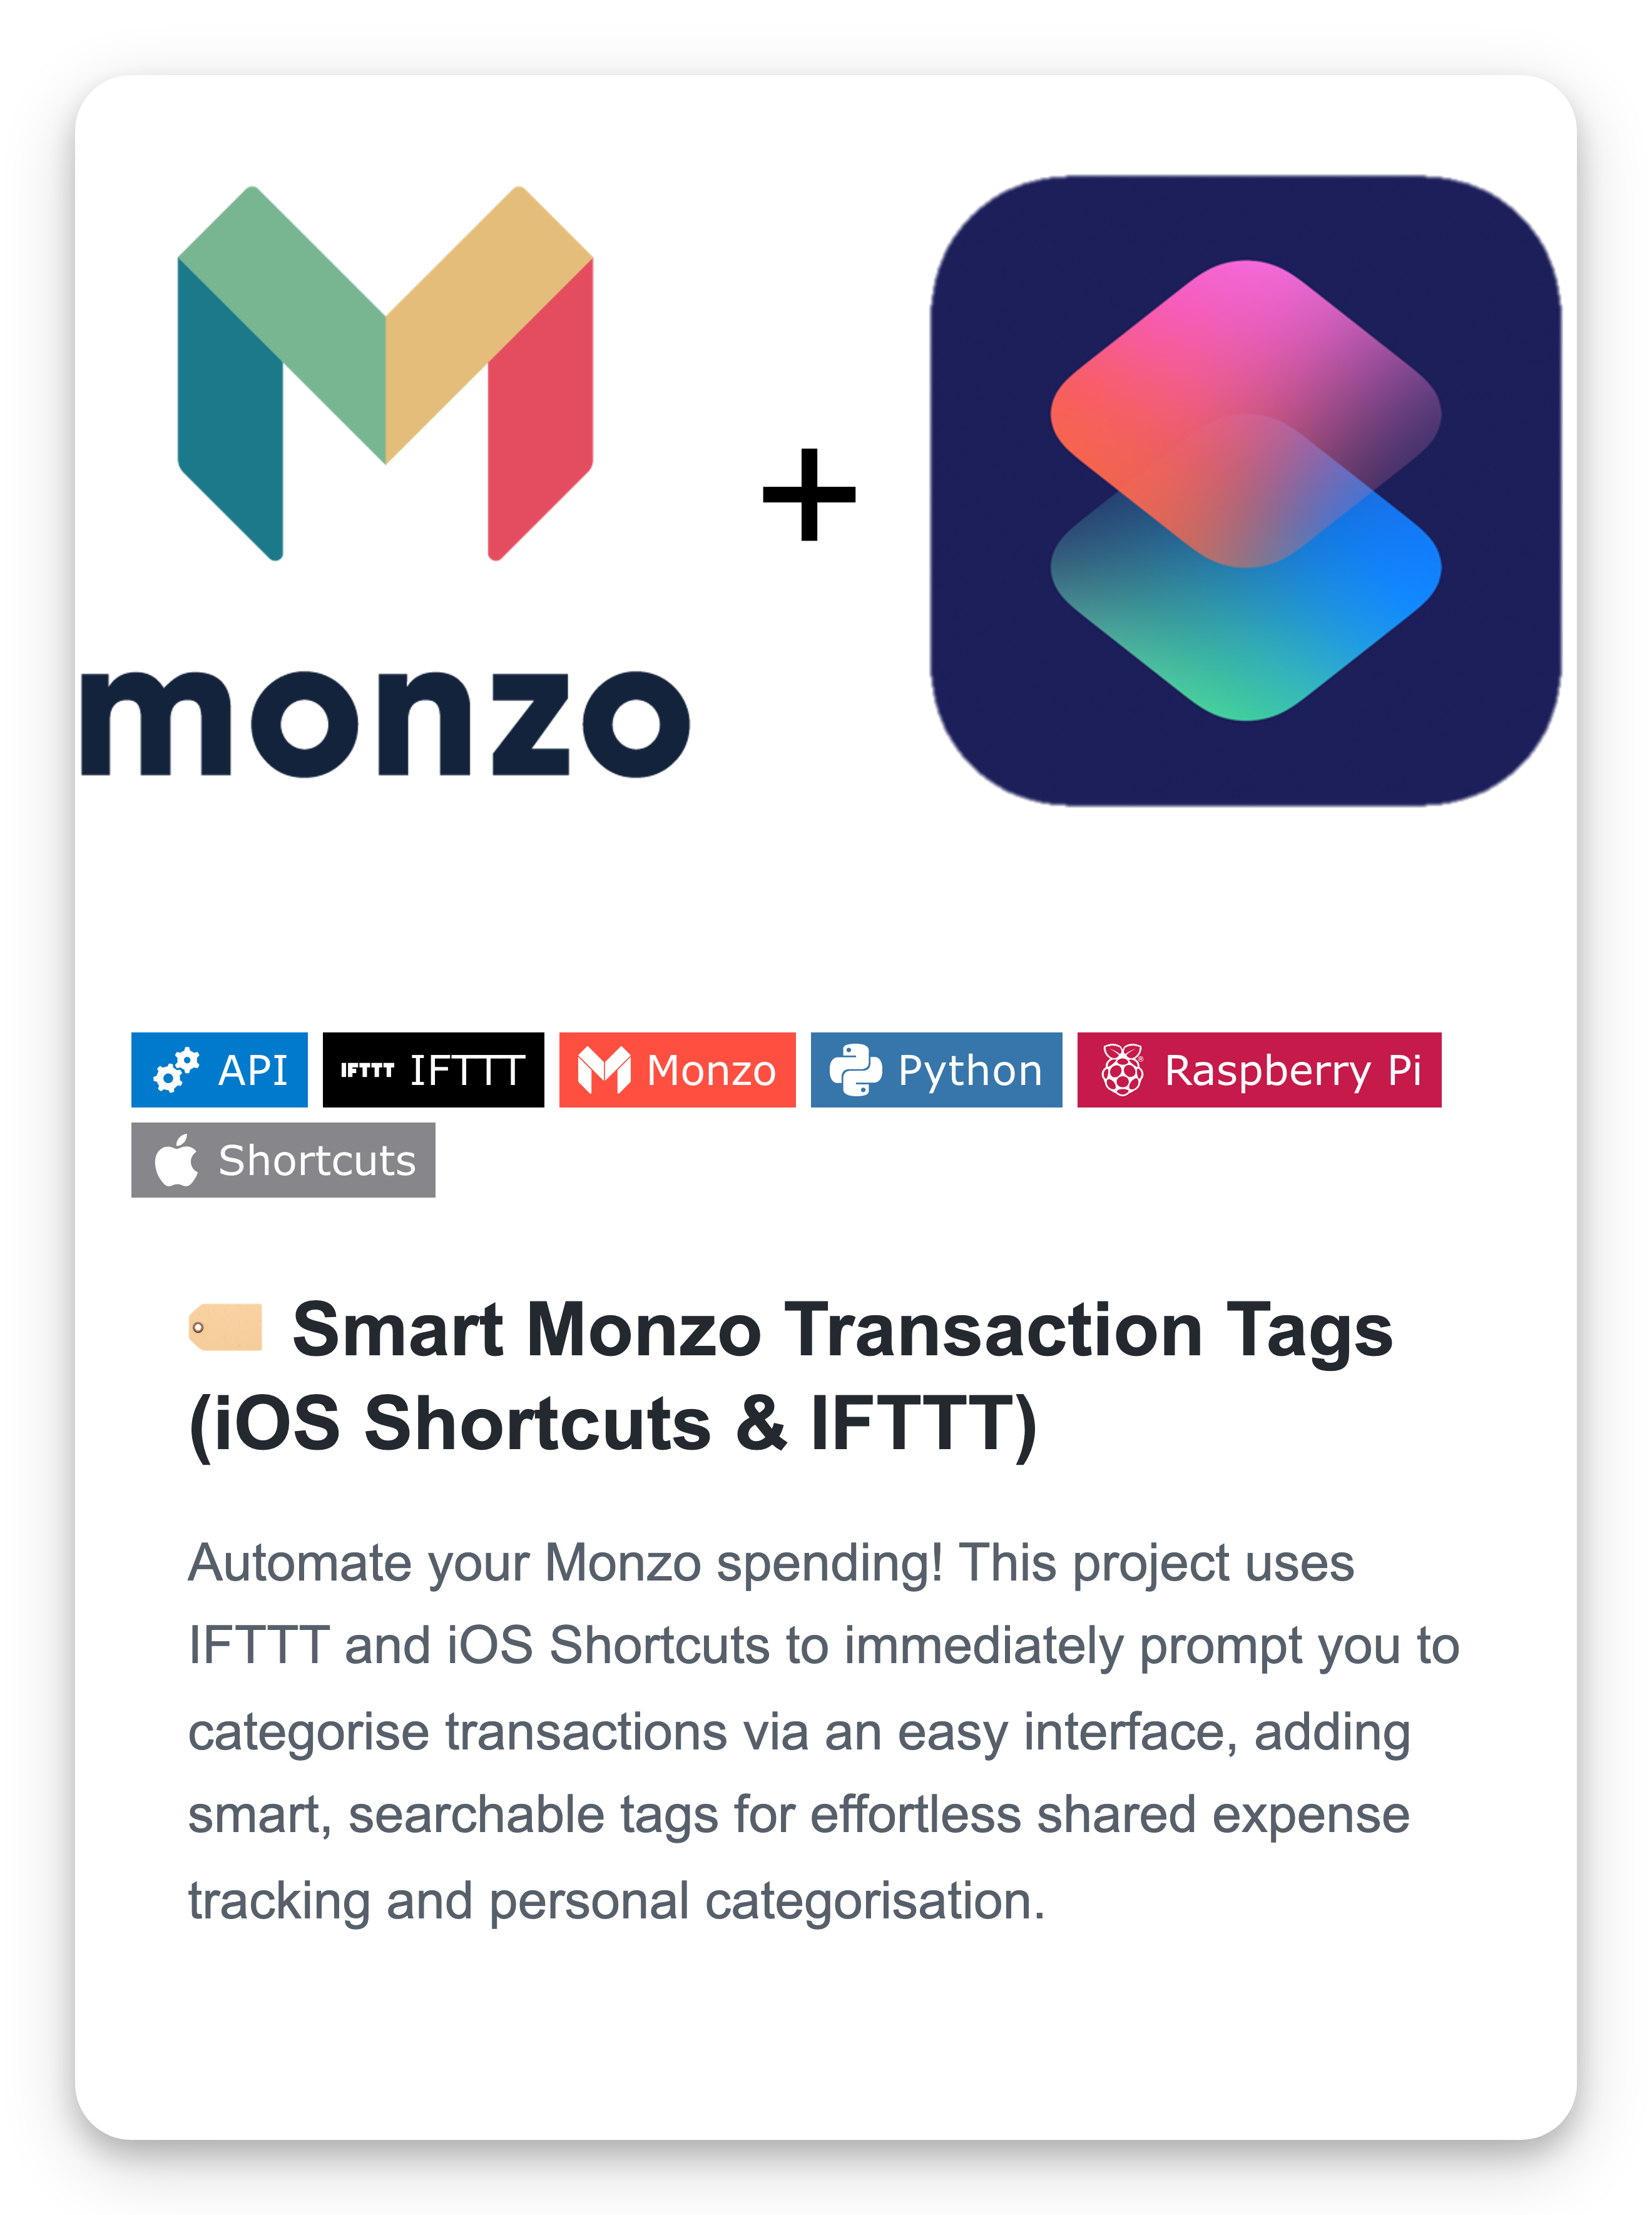 monzo
+
API IFTTT IFTTT Monzo Python Raspberry Pi
Shortcuts
Smart Monzo Transaction Tags
(iOS Shortcuts & IFTTT)
Automate your Monzo spending! This project uses
IFTTT and iOS Shortcuts to immediately prompt you to
categorise transactions via an easy interface, adding
smart, searchable tags for effortless shared expense
tracking and personal categorisation.